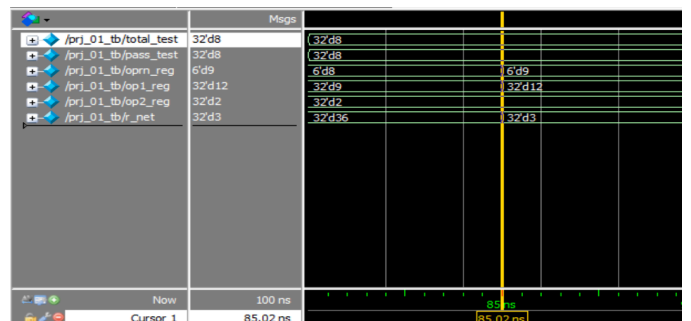 Msgs
/prj_01_tb/total_test 32'd8 32'd8
/prj_01_tb/pass_test 32'd8 32'd8
/prj_01_tb/oprn_reg 6'd9 6'd8 6'd9
/prj_01_tb/op1_reg 32'd12 32'd9 32'd12
/prj_01_tb/op2_reg 32'd2 32'd2
/prj_01_tb/r_net 32'd3 32'd36 32'd3
Now 100 ns 85 ns
Cursor 1 85.02 ns 85.02 ns